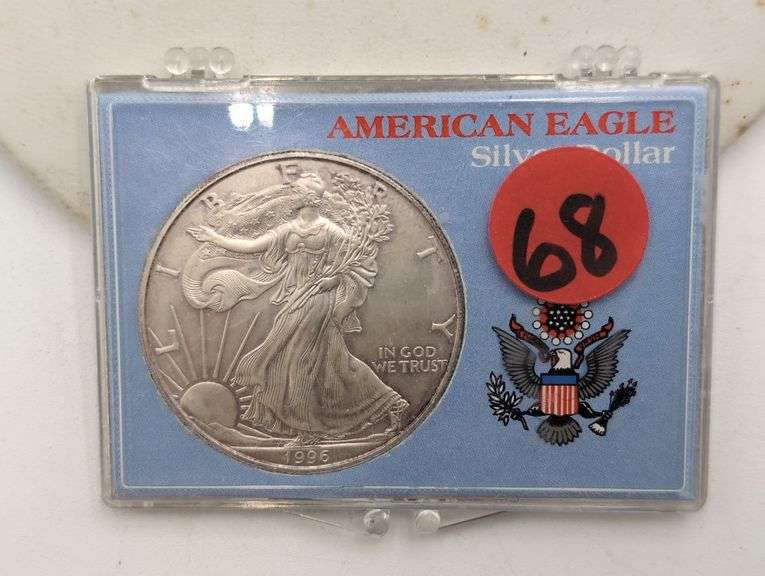 AMERICAN EAGLE
Silver Dollar
68
LIBERTY
IN GOD
WE TRUST
1996